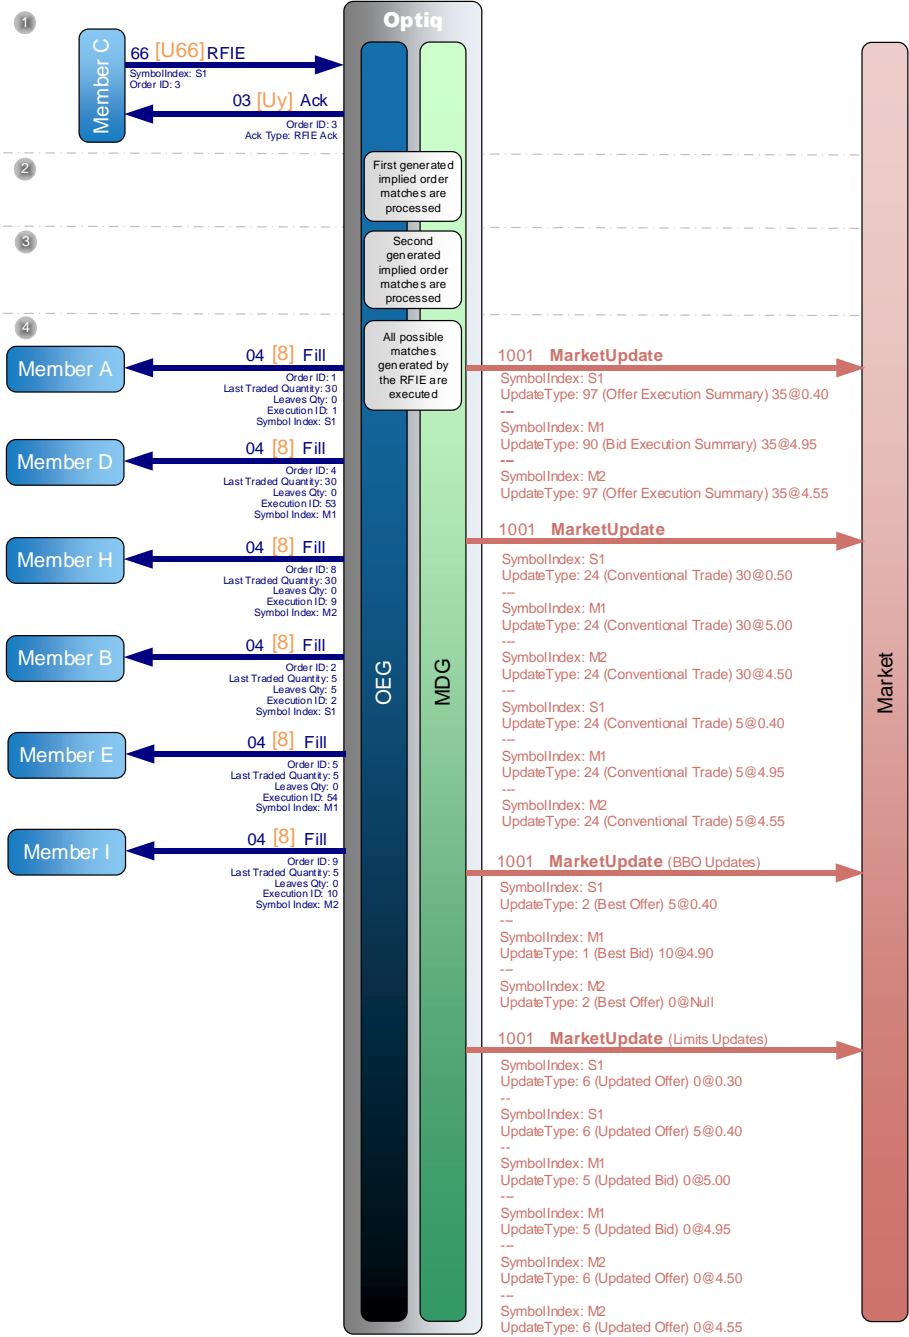 1
Optiq
Member C
66 [U66] RFIE
SymbolIndex: S1
Order ID: 3
03 [Uy] Ack
Order ID: 3
Ack Type: RFIE Ack
2
First generated
implied order
matches are
processed
3
Second
generated
implied order
matches are
processed
4
All possible
matches
generated by
the RFIE are
executed
OEG
MDG
Market
Member A
04 [8] Fill
Order ID: 1
Last Traded Quantity: 30
Leaves Qty: 0
Execution ID: 1
Symbol Index: S1
Member D
04 [8] Fill
Order ID: 4
Last Traded Quantity: 30
Leaves Qty: 0
Execution ID: 53
Symbol Index: M1
Member H
04 [8] Fill
Order ID: 8
Last Traded Quantity: 30
Leaves Qty: 0
Execution ID: 9
Symbol Index: M2
Member B
04 [8] Fill
Order ID: 2
Last Traded Quantity: 5
Leaves Qty: 5
Execution ID: 2
Symbol Index: S1
Member E
04 [8] Fill
Order ID: 5
Last Traded Quantity: 5
Leaves Qty: 0
Execution ID: 54
Symbol Index: M1
Member I
04 [8] Fill
Order ID: 9
Last Traded Quantity: 5
Leaves Qty: 0
Execution ID: 10
Symbol Index: M2
1001 MarketUpdate
SymbolIndex: S1
UpdateType: 97 (Offer Execution Summary) 35@0.40
---
SymbolIndex: M1
UpdateType: 90 (Bid Execution Summary) 35@4.95
---
SymbolIndex: M2
UpdateType: 97 (Offer Execution Summary) 35@4.55
1001 MarketUpdate
SymbolIndex: S1
UpdateType: 24 (Conventional Trade) 30@0.50
---
SymbolIndex: M1
UpdateType: 24 (Conventional Trade) 30@5.00
---
SymbolIndex: M2
UpdateType: 24 (Conventional Trade) 30@4.50
---
SymbolIndex: S1
UpdateType: 24 (Conventional Trade) 5@0.40
---
SymbolIndex: M1
UpdateType: 24 (Conventional Trade) 5@4.95
---
SymbolIndex: M2
UpdateType: 24 (Conventional Trade) 5@4.55
1001 MarketUpdate (BBO Updates)
SymbolIndex: S1
UpdateType: 2 (Best Offer) 5@0.40
---
SymbolIndex: M1
UpdateType: 1 (Best Bid) 10@4.90
---
SymbolIndex: M2
UpdateType: 2 (Best Offer) 0@Null
1001 MarketUpdate (Limits Updates)
SymbolIndex: S1
UpdateType: 6 (Updated Offer) 0@0.30
--
SymbolIndex: S1
UpdateType: 6 (Updated Offer) 5@0.40
--
SymbolIndex: M1
UpdateType: 5 (Updated Bid) 0@5.00
---
SymbolIndex: M1
UpdateType: 5 (Updated Bid) 0@4.95
---
SymbolIndex: M2
UpdateType: 6 (Updated Offer) 0@4.50
---
SymbolIndex: M2
UpdateType: 6 (Updated Offer) 0@4.55